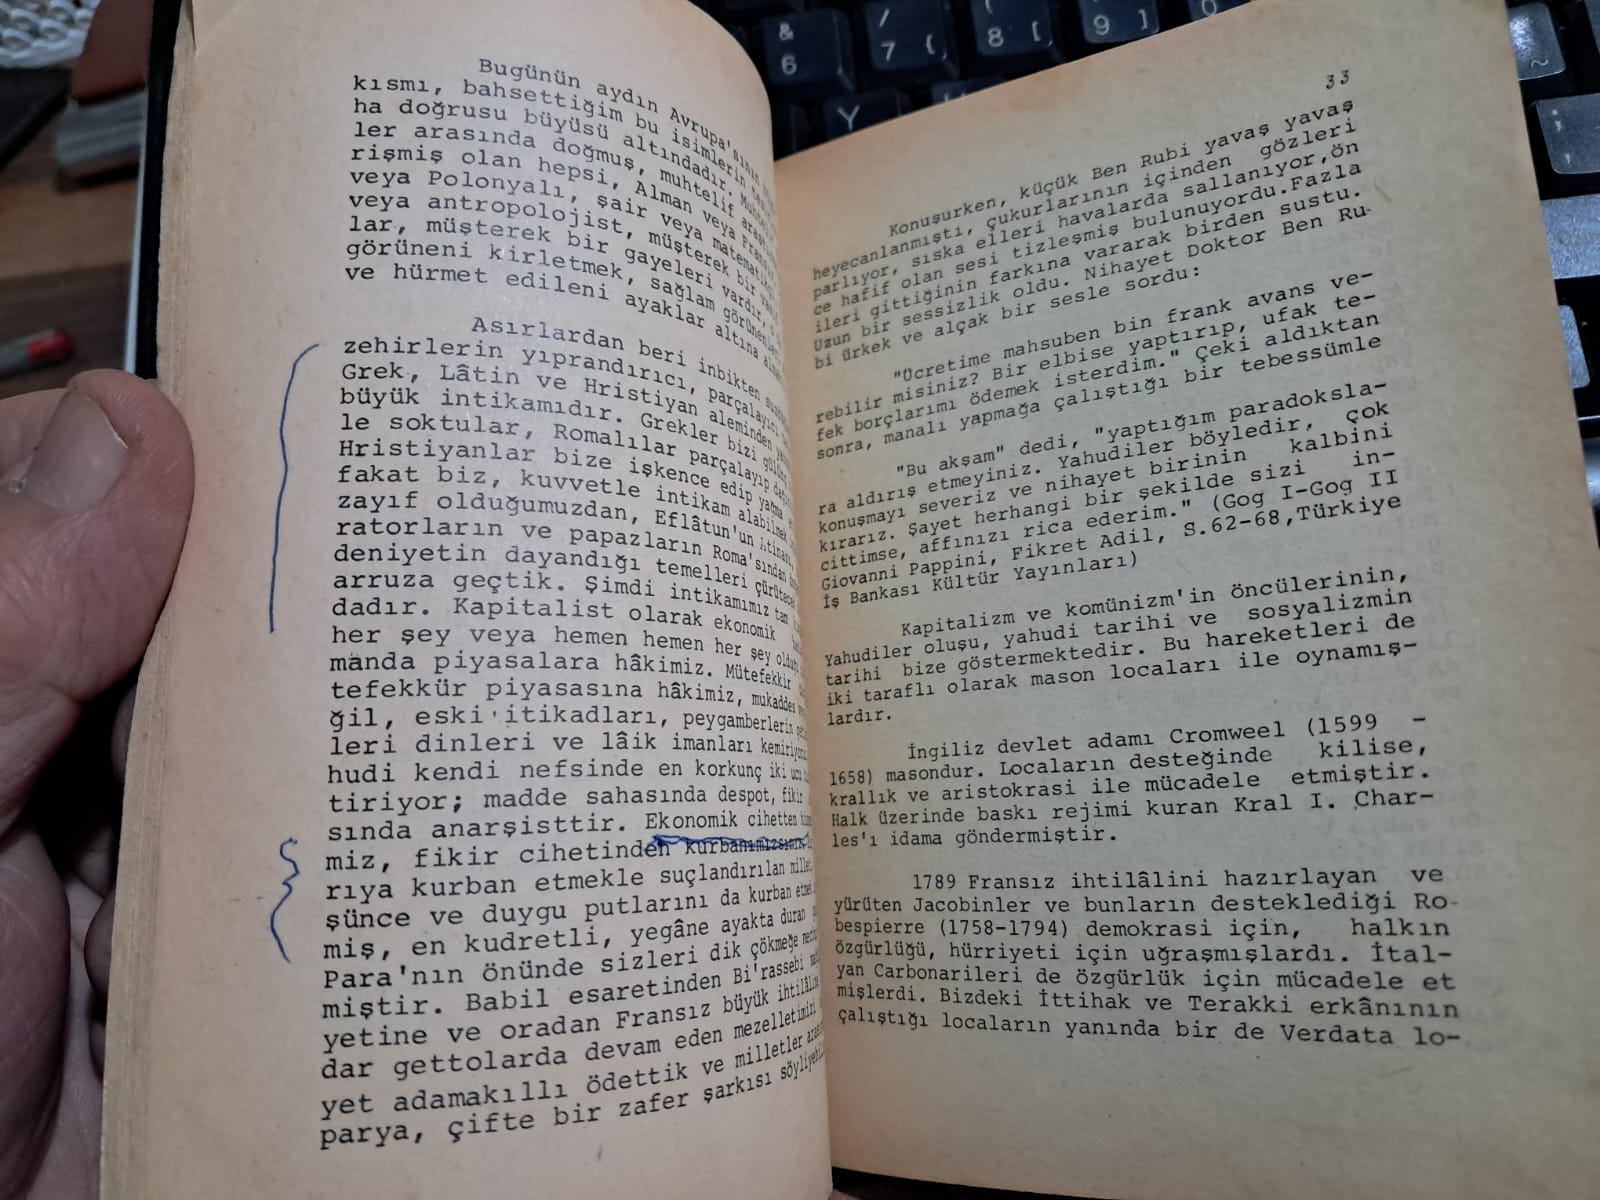 Bugünün aydın Avrupa'sının
kısmı, bahsettiğim bu isimlerin
ha doğrusu büyüsü altındadır.
ler arasında doğmuş, muhtelif
rişmiş olan hepsi, Alman veya
veya Polonyalı, şair veya
veya antropolojist, müşterek bir
lar, müşterek bir gayeleri vardır,
görüneni kirletmek, sağlam
ve hürmet edileni ayaklar altına
Asırlardan beri inbikten
zehirlerin yıprandırıcı, parçalayıcı
Grek, Lâtin ve Hristiyan aleminden
büyük intikamıdır. Grekler bizi
le soktular, Romalılar parçalayıp
Hristiyanlar bize işkence edip yağma
fakat biz, kuvvetle intikam alabilmek
zayıf olduğumuzdan, Eflâtun'un
ratorların ve papazların Roma'sından
deniyetin dayandığı temelleri
arruza geçtik. Şimdi intikamımız tam
dadır. Kapitalist olarak ekonomik
her şey veya hemen hemen her şey
manda piyasalara hâkimiz. Mütefekkir
tefekkür piyasasına hâkimiz, mukaddes
ğil, eski itikadları, peygamberlerin
leri dinleri ve lâik imanları
hudi kendi nefsinde en korkunç iki ucu
tiriyor; madde sahasında despot, fikir
sında anarşisttir. Ekonomik cihetten
miz, fikir cihetinden kurbanımızsınız
rıya kurban etmekle suçlandırılan
şünce ve duygu putlarını da kurban
miş, en kudretli, yegâne ayakta duran
Para'nın önünde sizleri dik çökmeğe
miştir. Babil esaretinden Bi'rassebi
yetine ve oradan Fransız büyük
dar gettolarda devam eden
yet adamakıllı ödettik ve milletler
parya, çifte bir zafer şarkısı
33
Konuşurken, küçük Ben Rubi yavaş yavaş
heyecanlanmıştı, çukurlarının içinden gözleri
parlıyor, sıska elleri havalarda sallanıyor,ön
ce hafif olan sesi tizleşmiş bulunuyordu.Fazla
ileri gittiğinin farkına vararak birden sustu.
Uzun bir sessizlik oldu. Nihayet Doktor Ben Ru-
bi ürkek ve alçak bir sesle sordu:
"Ücretime mahsuben bin frank avans ve-
rebilir misiniz? Bir elbise yaptırıp, ufak te-
fek borçlarımı ödemek isterdim." Çeki aldıktan
sonra, manalı yapmağa çalıştığı bir tebessümle
"Bu akşam" dedi, "yaptığım paradoksla-
ra aldırış etmeyiniz. Yahudiler böyledir, çok
konuşmayı severiz ve nihayet birinin kalbini
kırarız. Şayet herhangi bir şekilde sizi in-
cittimse, affınızı rica ederim." (Gog I-Gog II
Giovanni Pappini, Fikret Adil, S.62-68,Türkiye
İş Bankası Kültür Yayınları)
Kapitalizm ve komünizm'in öncülerinin,
Yahudiler oluşu, yahudi tarihi ve sosyalizmin
tarihi bize göstermektedir. Bu hareketleri de
iki taraflı olarak mason locaları ile oynamış-
lardır.
İngiliz devlet adamı Cromweel (1599 -
1658) masondur. Locaların desteğinde kilise,
krallık ve aristokrasi ile mücadele etmiştir.
Halk üzerinde baskı rejimi kuran Kral I. Char-
les'ı idama göndermiştir.
1789 Fransız ihtilâlini hazırlayan ve
yürüten Jacobinler ve bunların desteklediği Ro-
bespierre (1758-1794) demokrasi için, halkın
özgürlüğü, hürriyeti için uğraşmışlardı. İtal-
yan Carbonarileri de özgürlük için mücadele et
mişlerdi. Bizdeki İttihak ve Terakki erkânının
çalıştığı locaların yanında bir de Verdata lo-
&
6
/
7 {
(
8 [
)
9 ]
0
Y
~
;